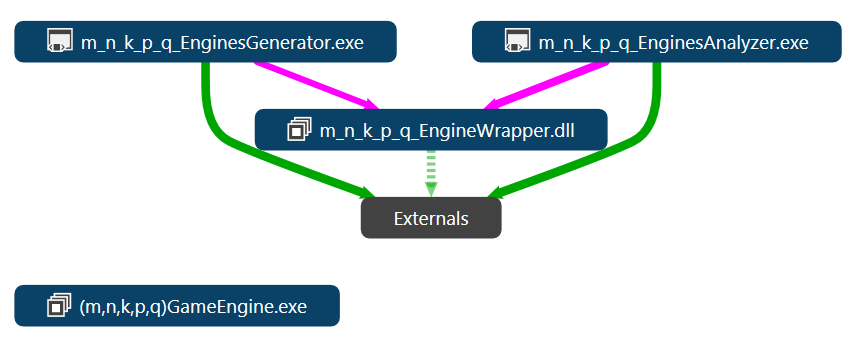 m_n_k_p_q_EnginesGenerator.exe
m_n_k_p_q_EnginesAnalyzer.exe
m_n_k_p_q_EngineWrapper.dll
Externals
(m,n,k,p,q)GameEngine.exe